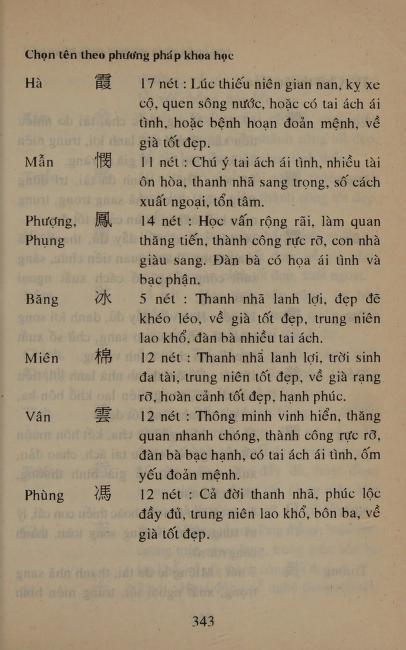 Chọn tên theo phương pháp khoa học
Hà 霞 17 nét : Lúc thiếu niên gian nan, kỵ xe
cộ, quen sông nước, hoặc có tai ách ái
tình, hoặc bệnh hoạn đoản mệnh, về
già tốt đẹp.
Mẫn 憫 11 nét : Chú ý tai ách ái tình, nhiều tài
ôn hòa, thanh nhã sang trọng, số cách
xuất ngoại, tổn tâm.
Phượng, 鳳 14 nét : Học vấn rộng rãi, làm quan
Phụng thăng tiến, thành công rực rỡ, con nhà
giàu sang. Đàn bà có họa ái tình và
bạc phận.
Băng 冰 5 nét : Thanh nhã lanh lợi, đẹp đẽ
khéo léo, về già tốt đẹp, trung niên
lao khổ, đàn bà nhiều tai ách.
Miên 棉 12 nét : Thanh nhã lanh lợi, trời sinh
đa tài, trung niên tốt đẹp, về già rạng
rỡ, hoàn cảnh tốt đẹp, hạnh phúc.
Vân 雲 12 nét : Thông minh vinh hiển, thăng
quan nhanh chóng, thành công rực rỡ,
đàn bà bạc hạnh, có tai ách ái tình, ốm
yếu đoản mệnh.
Phùng 馮 12 nét : Cả đời thanh nhã, phúc lộc
đầy đủ, trung niên lao khổ, bôn ba, về
già tốt đẹp.
343